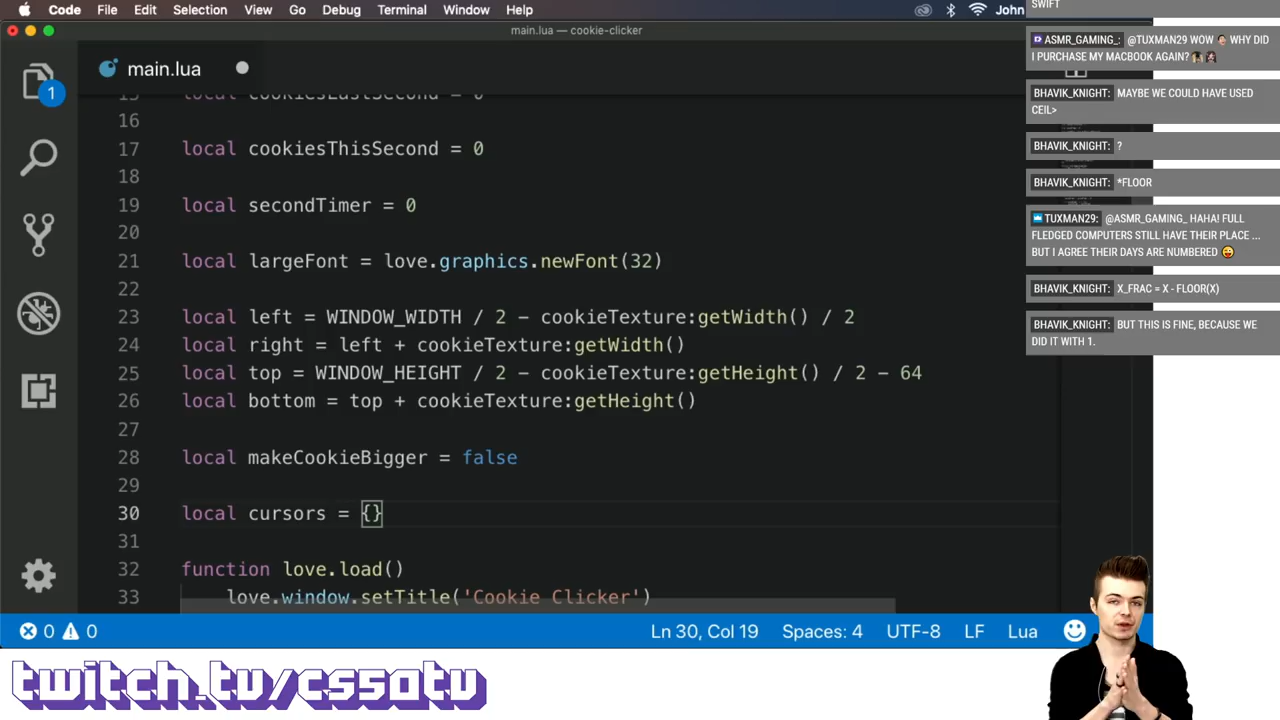 Code File Edit Selection View Go Debug Terminal Window Help John
main.lua — cookie-clicker
main.lua
1
15 local cookiesLastSecond = 0
16
17 local cookiesThisSecond = 0
18
19 local secondTimer = 0
20
21 local largeFont = love.graphics.newFont(32)
22
23 local left = WINDOW_WIDTH / 2 - cookieTexture:getWidth() / 2
24 local right = left + cookieTexture:getWidth()
25 local top = WINDOW_HEIGHT / 2 - cookieTexture:getHeight() / 2 - 64
26 local bottom = top + cookieTexture:getHeight()
27
28 local makeCookieBigger = false
29
30 local cursors = {}
31
32 function love.load()
33 love.window.setTitle('Cookie Clicker')
0 0 Ln 30, Col 19 Spaces: 4 UTF-8 LF Lua
twitch.tv/cs50tv
SWIFT
ASMR_GAMING_: @TUXMAN29 WOW WHY DID
I PURCHASE MY MACBOOK AGAIN?
BHAVIK_KNIGHT: MAYBE WE COULD HAVE USED
CEIL>
BHAVIK_KNIGHT: ?
BHAVIK_KNIGHT: *FLOOR
TUXMAN29: @ASMR_GAMING_ HAHA! FULL
FLEDGED COMPUTERS STILL HAVE THEIR PLACE ...
BUT I AGREE THEIR DAYS ARE NUMBERED
BHAVIK_KNIGHT: X_FRAC = X - FLOOR(X)
BHAVIK_KNIGHT: BUT THIS IS FINE, BECAUSE WE
DID IT WITH 1.